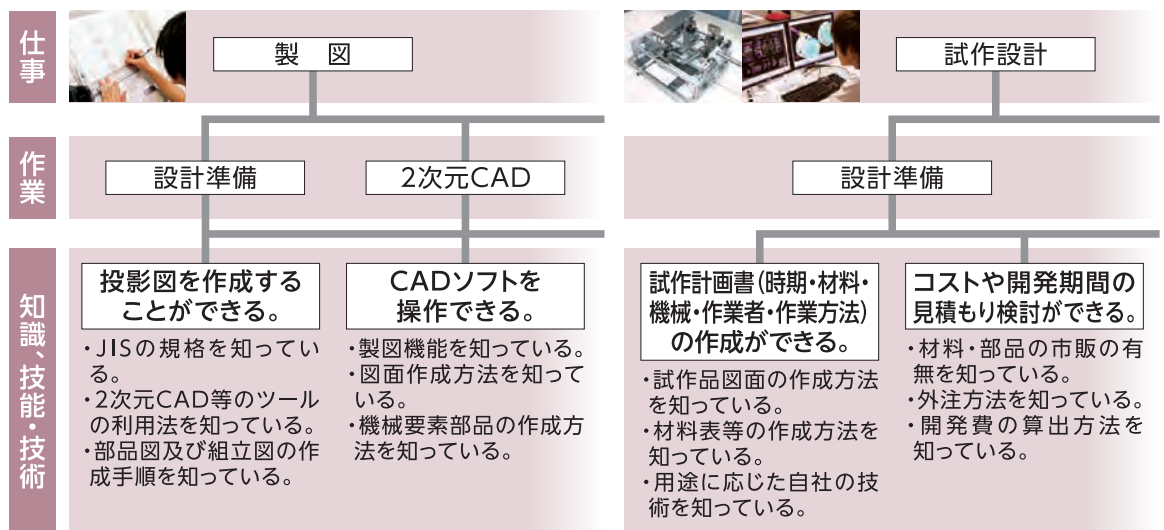 仕事
製　図
試作設計
作業
設計準備
2次元CAD
設計準備
知識、技能・技術
投影図を作成する
ことができる。
・JISの規格を知ってい
る。
・2次元CAD等のツール
の利用法を知っている。
・部品図及び組立図の作
成手順を知っている。
CADソフトを
操作できる。
・製図機能を知っている。
・図面作成方法を知って
いる。
・機械要素部品の作成方
法を知っている。
試作計画書(時期・材料・
機械・作業者・作業方法)
の作成ができる。
・試作品図面の作成方法
を知っている。
・材料表等の作成方法を
知っている。
・用途に応じた自社の技
術を知っている。
コストや開発期間の
見積もり検討ができる。
・材料・部品の市販の有
無を知っている。
・外注方法を知っている。
・開発費の算出方法を
知っている。